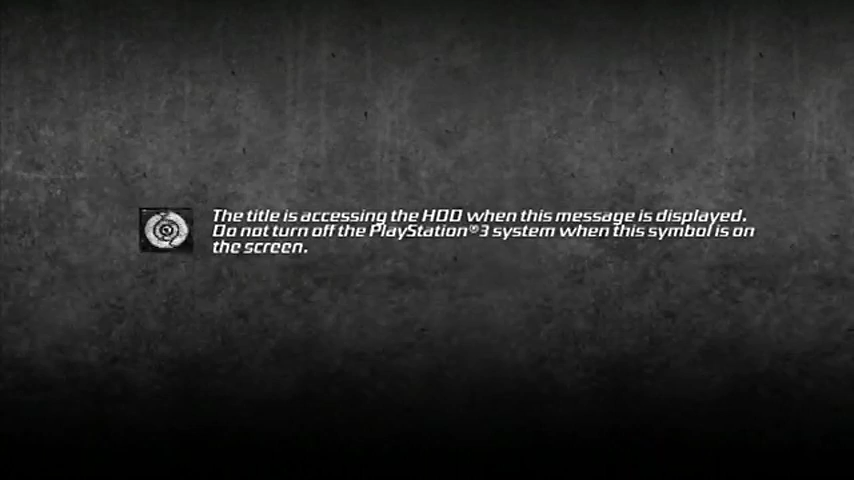 The title is accessing the HDD when this message is displayed.
Do not turn off the PlayStation®3 system when this symbol is on
the screen.